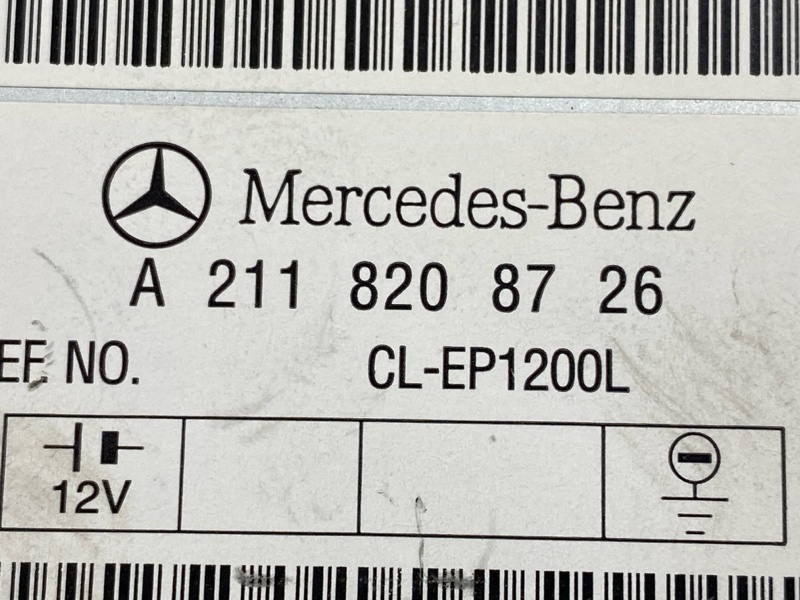 Mercedes-Benz
A 211 820 87 26
EF. NO. CL-EP1200L
12V